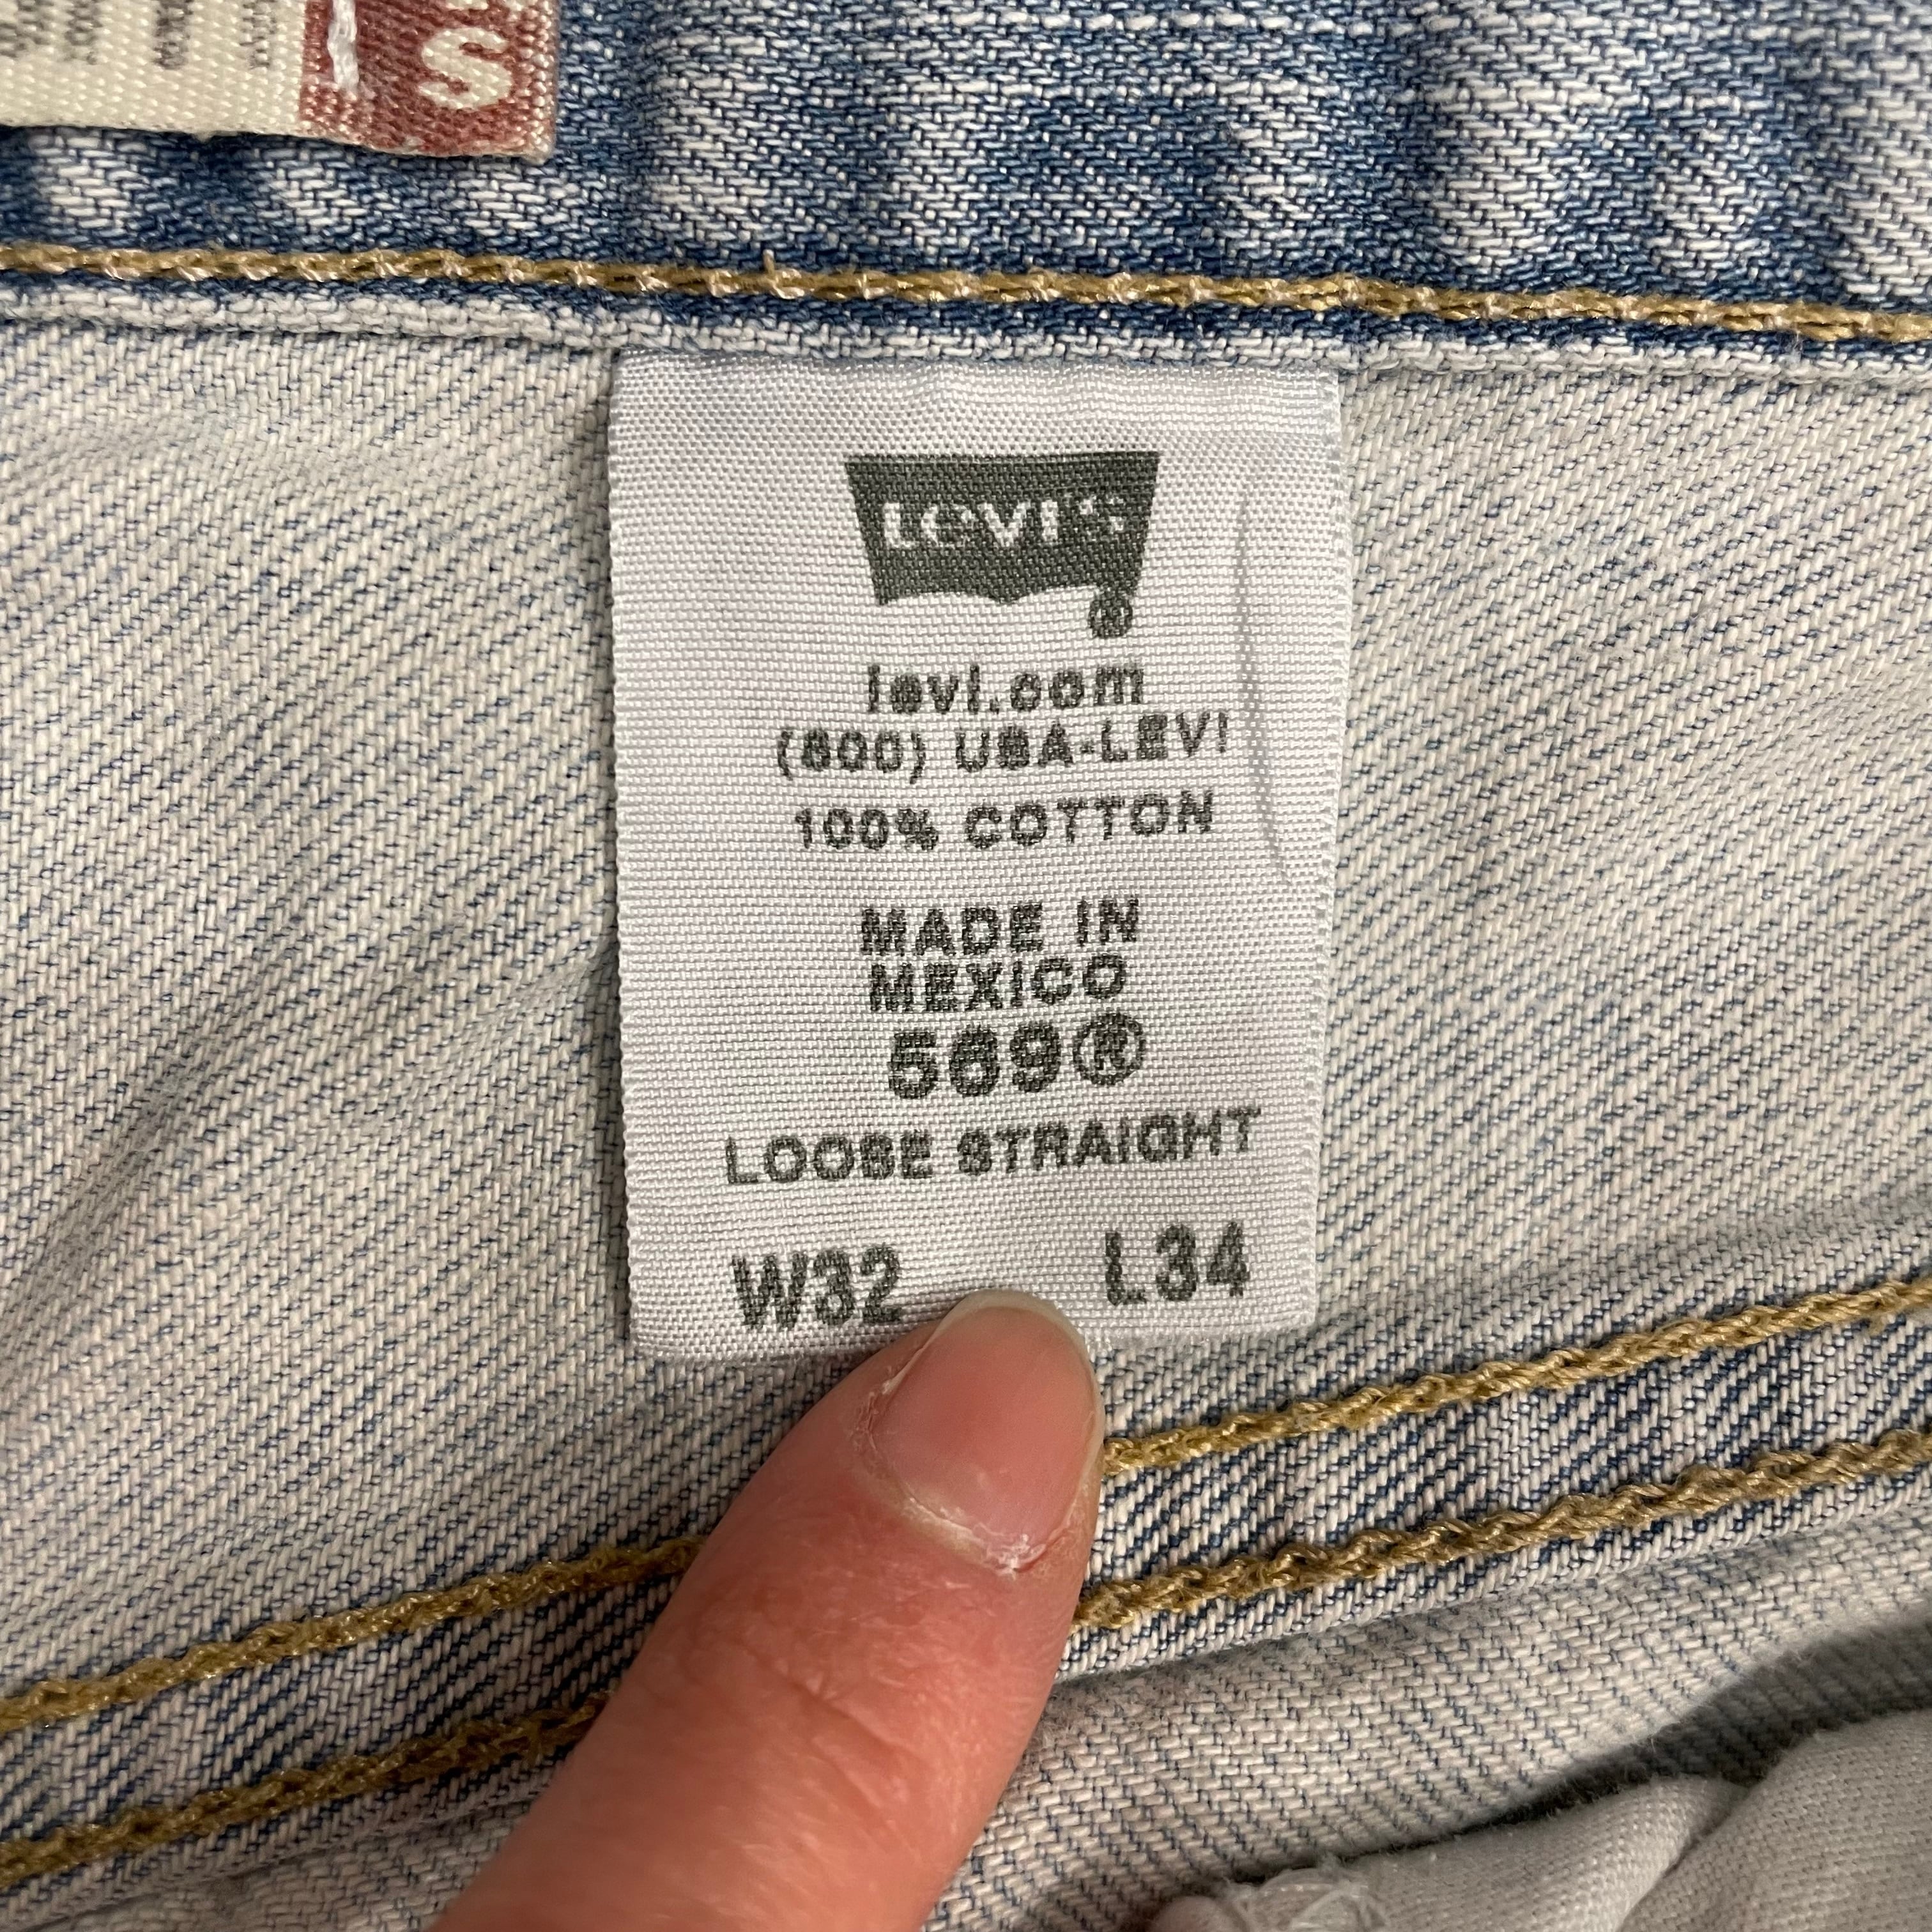 S
LEVI'S
®
levi.com
(800) USA-LEVI
100% COTTON
MADE IN
MEXICO
569®
LOOSE STRAIGHT
W32 L34